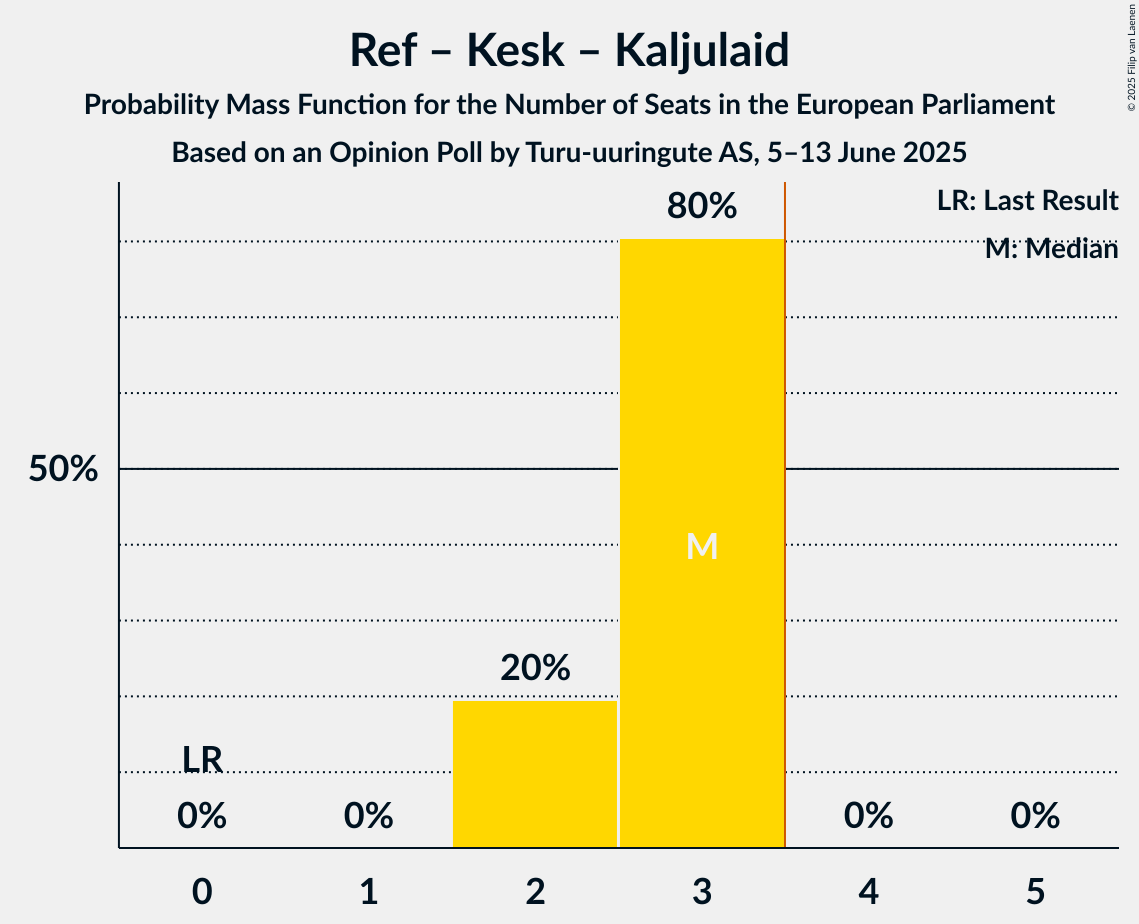 Ref – Kesk – Kaljulaid
Probability Mass Function for the Number of Seats in the European Parliament
Based on an Opinion Poll by Turu-uuringute AS, 5–13 June 2025
© 2025 Filip van Laenen
LR: Last Result
M: Median
80%
50%
M
20%
LR
0% 0% 0% 0%
0 1 2 3 4 5